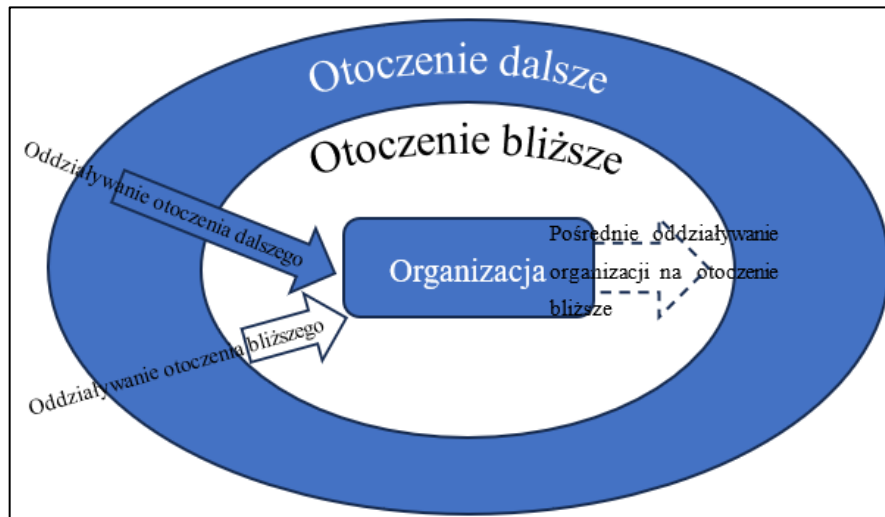 Otoczenie dalsze
Otoczenie bliższe
Oddziaływanie otoczenia dalszego
Organizacja
Pośrednie oddziaływanie
organizacji na otoczenie
bliższe
Oddziaływanie otoczenia bliższego